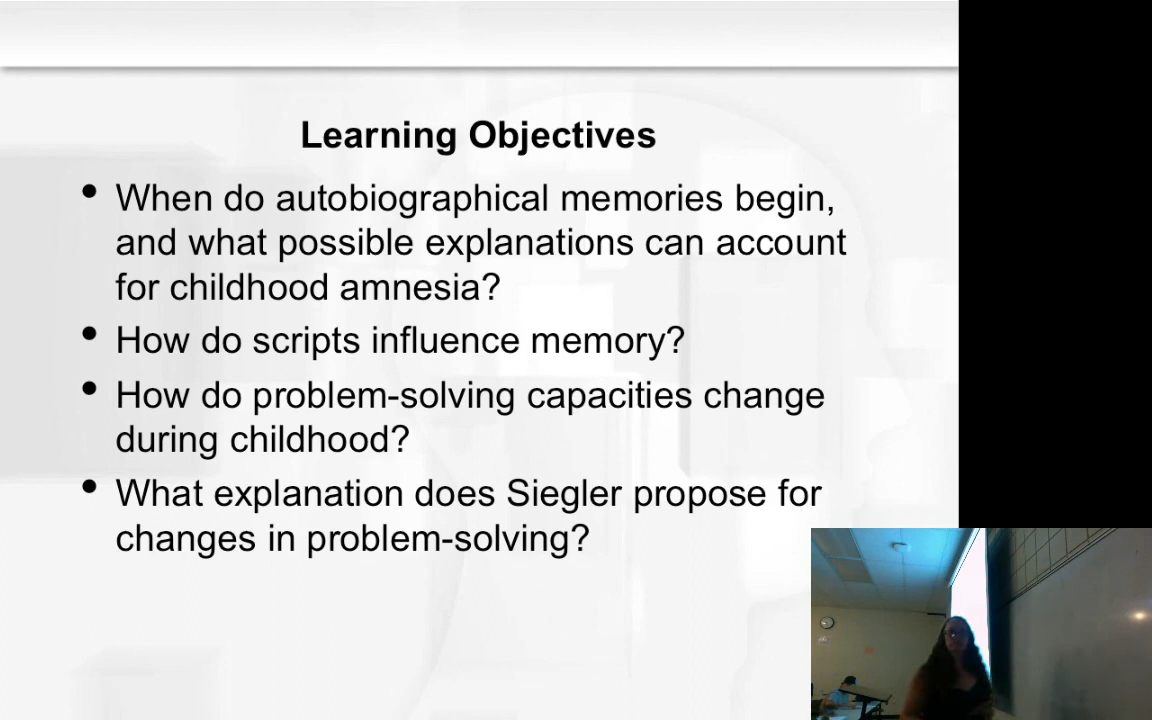 Learning Objectives
• When do autobiographical memories begin,
and what possible explanations can account
for childhood amnesia?
• How do scripts influence memory?
• How do problem-solving capacities change
during childhood?
• What explanation does Siegler propose for
changes in problem-solving?